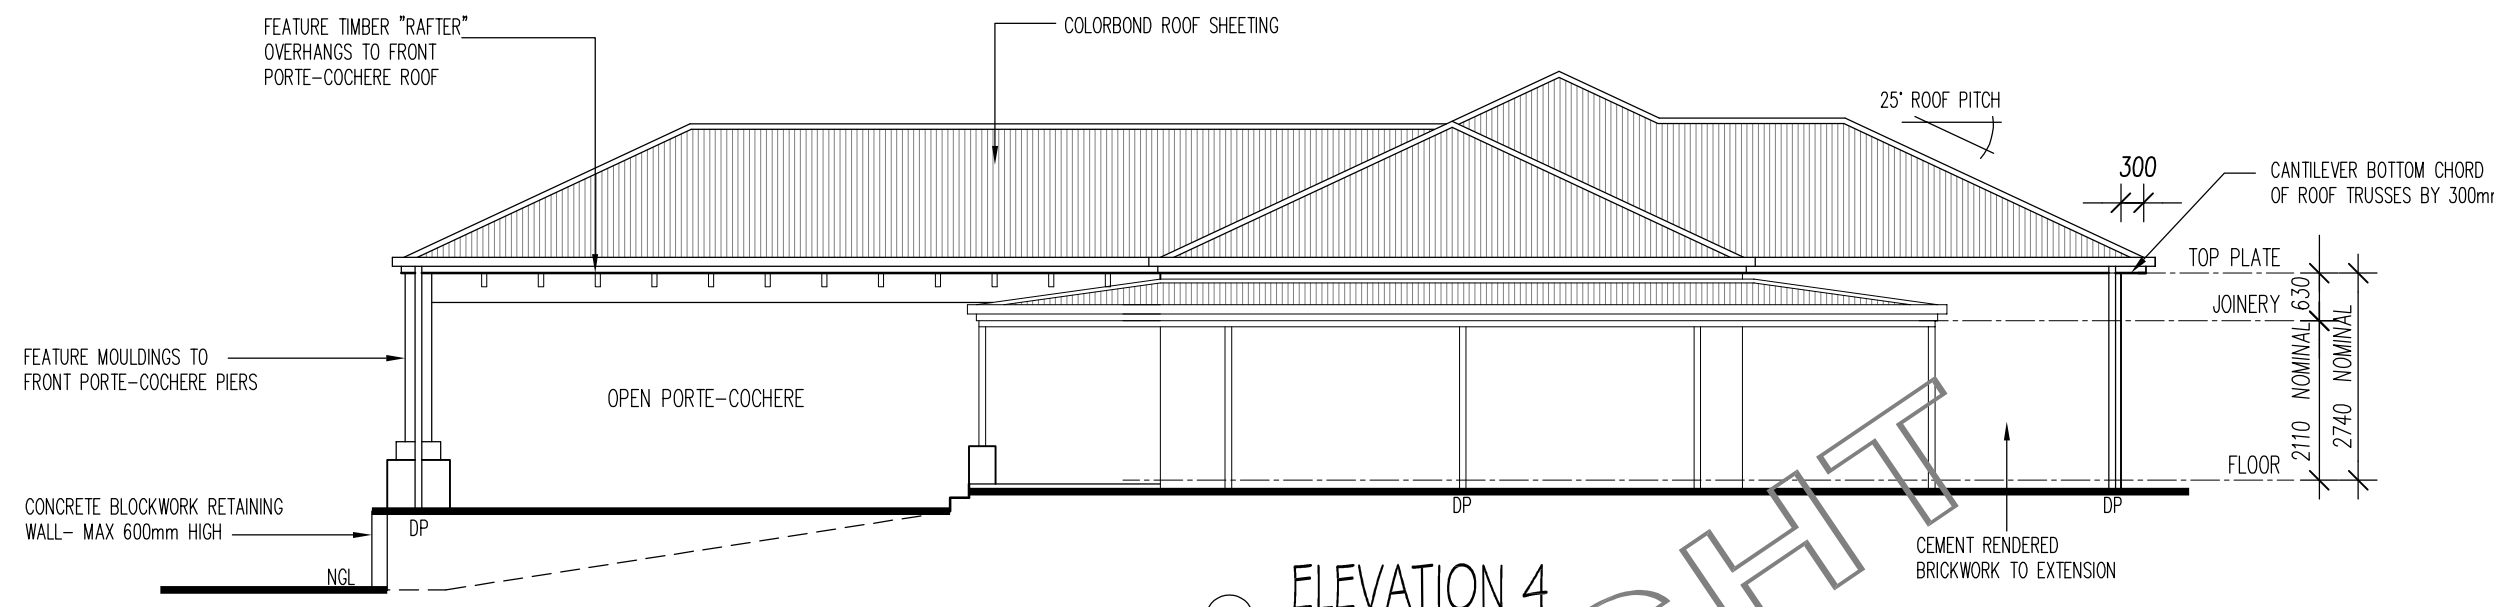 FEATURE TIMBER "RAFTER"
OVERHANGS TO FRONT
PORTE-COCHERE ROOF
COLORBOND ROOF SHEETING
25° ROOF PITCH
300
CANTILEVER BOTTOM CHORD
OF ROOF TRUSSES BY 300mm
TOP PLATE
JOINERY
630
2110 NOMINAL
2740 NOMINAL
FEATURE MOULDINGS TO
FRONT PORTE-COCHERE PIERS
OPEN PORTE-COCHERE
FLOOR
CONCRETE BLOCKWORK RETAINING
WALL- MAX 600mm HIGH
DP
DP
DP
NGL
CEMENT RENDERED
BRICKWORK TO EXTENSION
ELEVATION 4
GHT